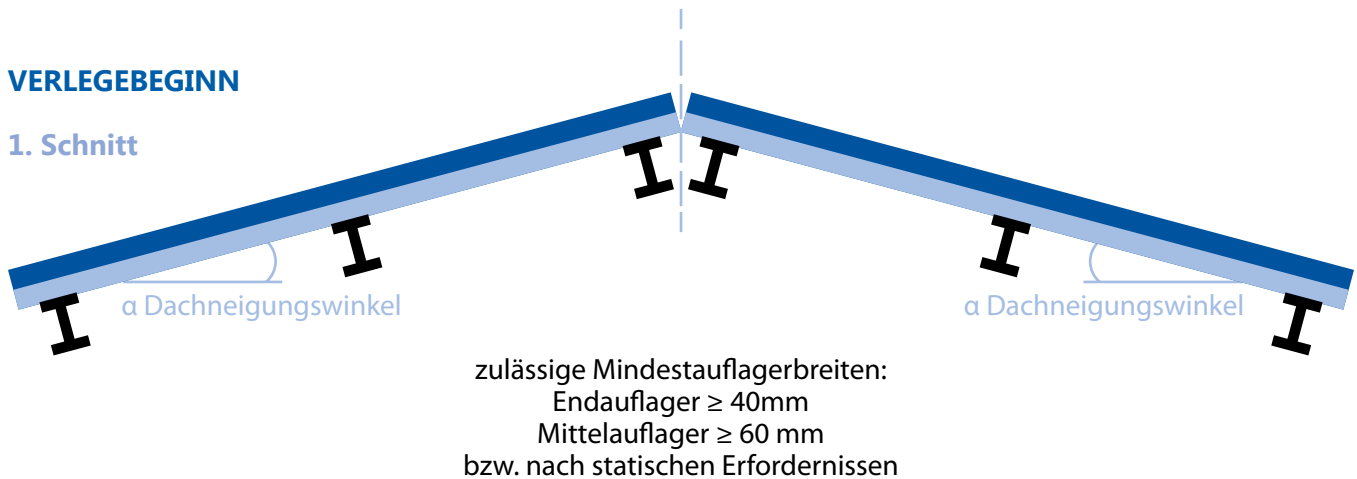 VERLEGEBEGINN
1. Schnitt
α Dachneigungswinkel
α Dachneigungswinkel
zulässige Mindestauflagerbreiten:
Endauflager ≥ 40mm
Mittelauflager ≥ 60 mm
bzw. nach statischen Erfordernissen